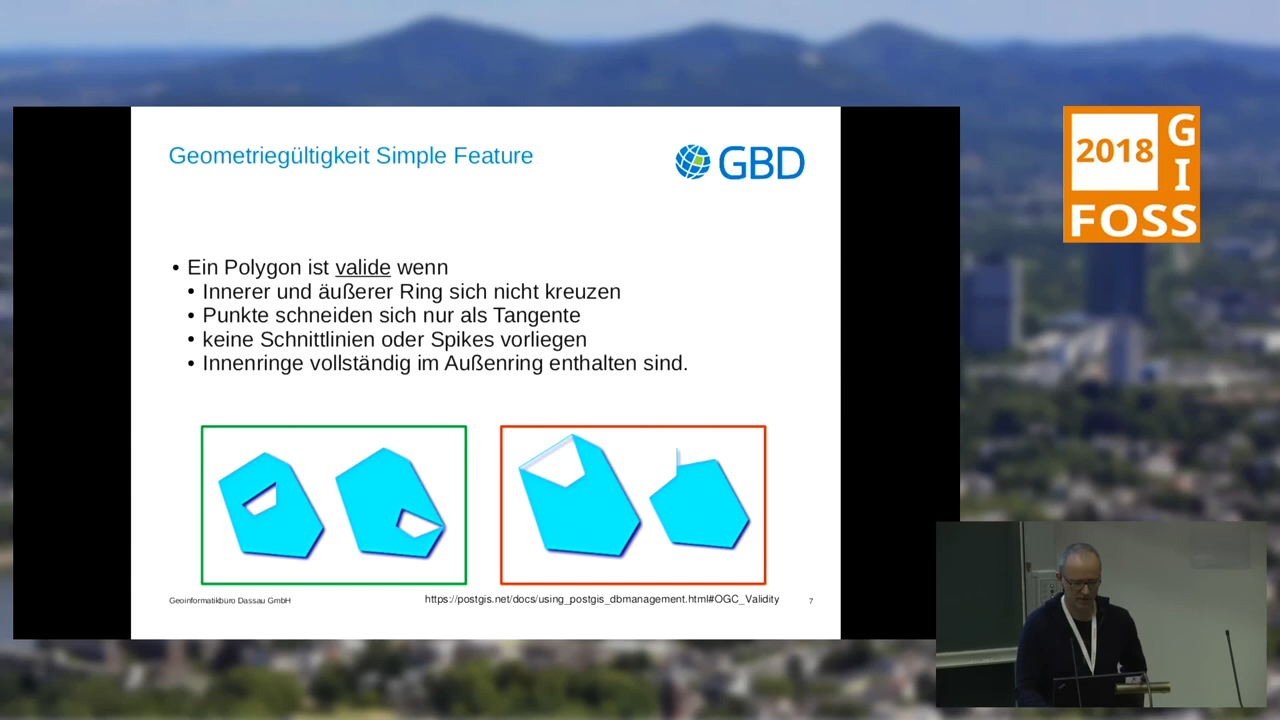 Geometriegültigkeit Simple Feature
GBD
• Ein Polygon ist valide wenn
• Innerer und äußerer Ring sich nicht kreuzen
• Punkte schneiden sich nur als Tangente
• keine Schnittlinien oder Spikes vorliegen
• Innenringe vollständig im Außenring enthalten sind.
Geoinformatikbüro Dassau GmbH
https://postgis.net/docs/using_postgis_dbmanagement.html#OGC_Validity
7
2018
G
I
FOSS